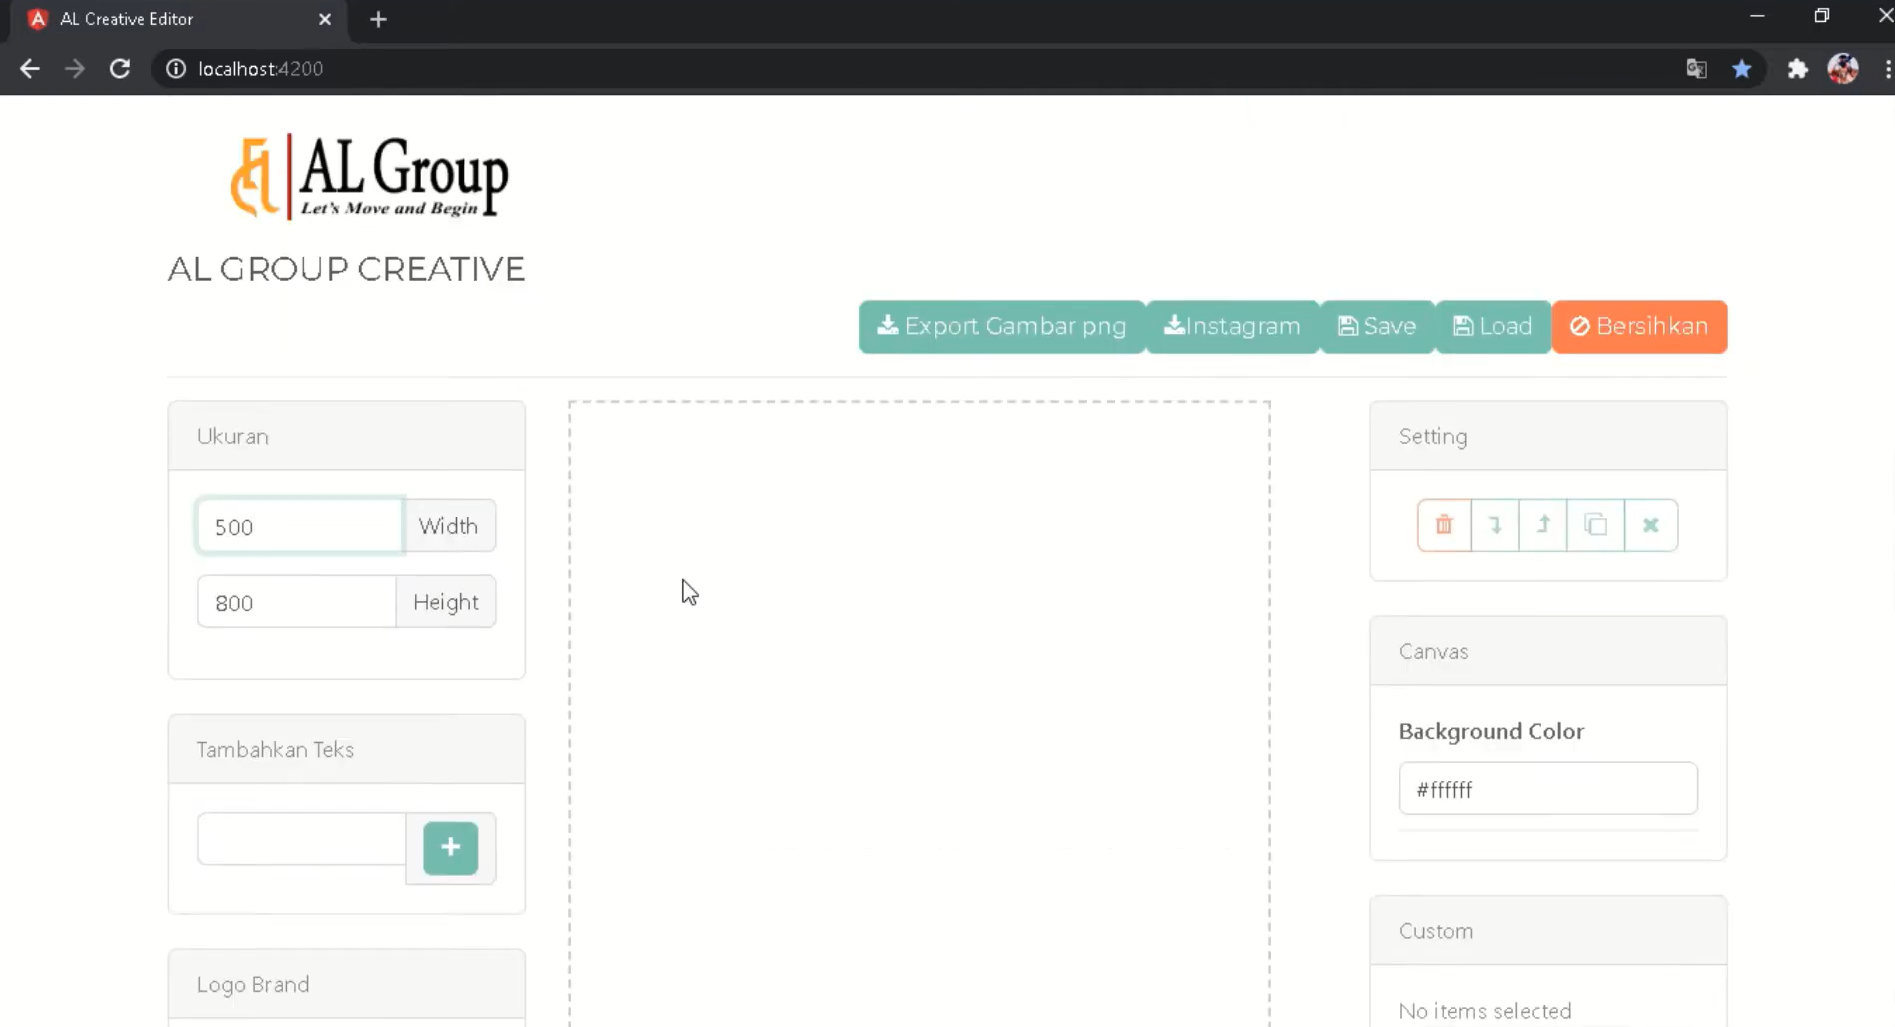 AL Creative Editor
localhost:4200
AL Group
Let's Move and Begin
AL GROUP CREATIVE
Export Gambar png
Instagram
Save
Load
Bersihkan
Ukuran
500
Width
800
Height
Tambahkan Teks
+
Logo Brand
Setting
Canvas
Background Color
#ffffff
Custom
No items selected